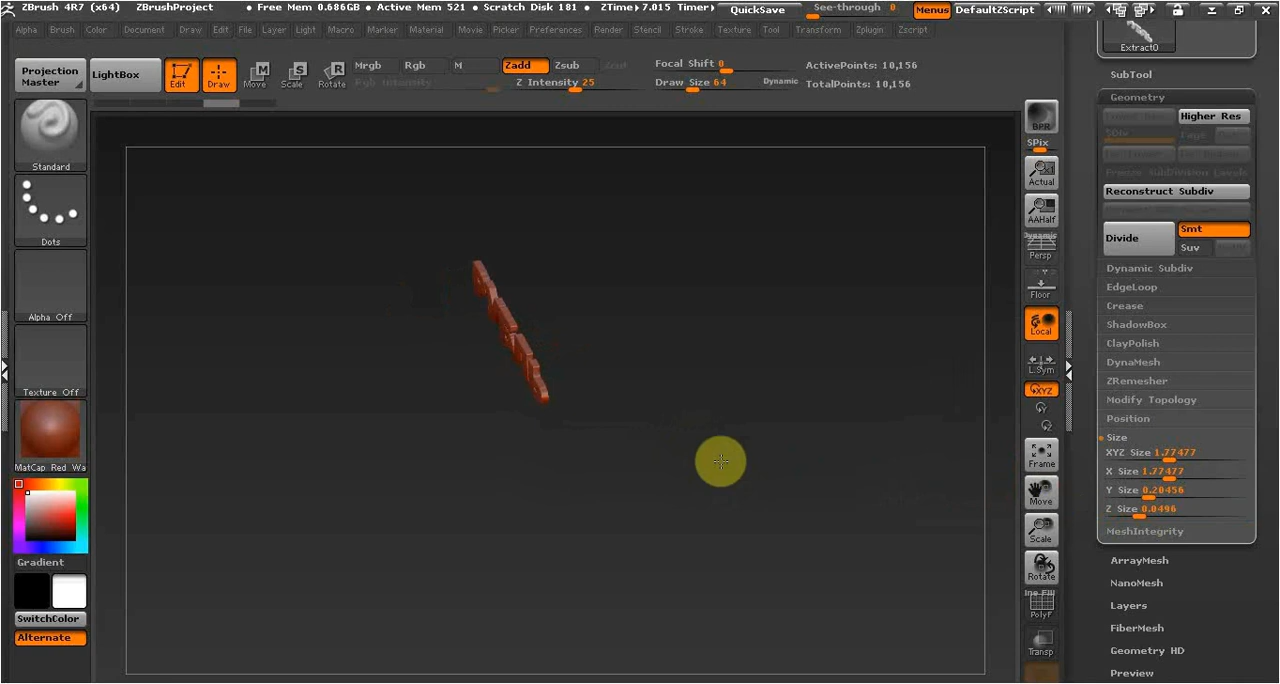 ZBrush 4R7 (x64) ZBrushProject • Free Mem 0.686GB • Active Mem 521 • Scratch Disk 181 • ZTime▸ 7.015 Timer▸ QuickSave See-through 0 Menus DefaultZScript
Alpha Brush Color Document Draw Edit File Layer Light Macro Marker Material Movie Picker Preferences Render Stencil Stroke Texture Tool Transform Zplugin Zscript
Projection Master
LightBox
Edit
Draw
Move
Scale
Rotate
Mrgb Rgb M Zadd Zsub
Rgb Intensity Z Intensity 25
Focal Shift 0
Draw Size 64 Dynamic
ActivePoints: 10,156
TotalPoints: 10,156
Standard
Dots
Alpha Off
Texture Off
MatCap Red Wa
Gradient
SwitchColor
Alternate
BPR
SPix
Actual
AAHalf
Dynamic
Persp
Floor
Local
L.Sym
XYZ
Frame
Move
Scale
Rotate
PolyF
Transp
Extract0
SubTool
Geometry
Higher Res
SDiv
Reconstruct Subdiv
Divide
Smt
Suv
Dynamic Subdiv
EdgeLoop
Crease
ShadowBox
ClayPolish
DynaMesh
ZRemesher
Modify Topology
Position
Size
XYZ Size 1.77477
X Size 1.77477
Y Size 0.20456
Z Size 0.0496
MeshIntegrity
ArrayMesh
NanoMesh
Layers
FiberMesh
Geometry HD
Preview